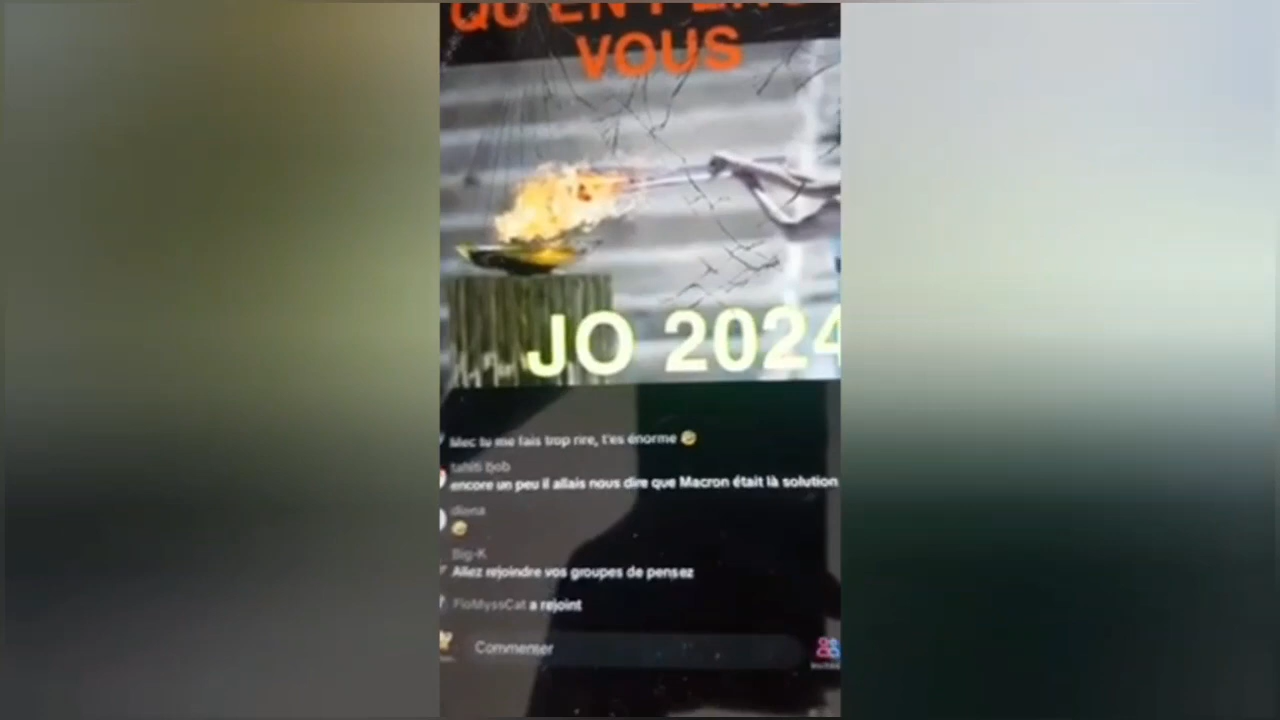 VOUS
JO 2024
Mec tu me fais trop rire, t'es énorme
tahiti bob
encore un peu il allais nous dire que Macron était là solution
diana
Big-K
Allez rejoindre vos groupes de pensez
FloMyssCat a rejoint
Commenter